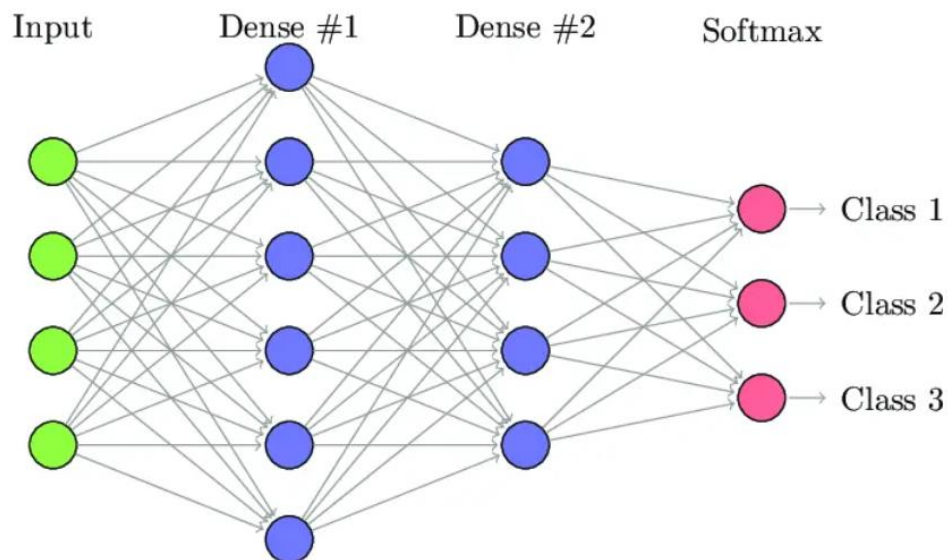 Input
Dense #1
Dense #2
Softmax
Class 1
Class 2
Class 3